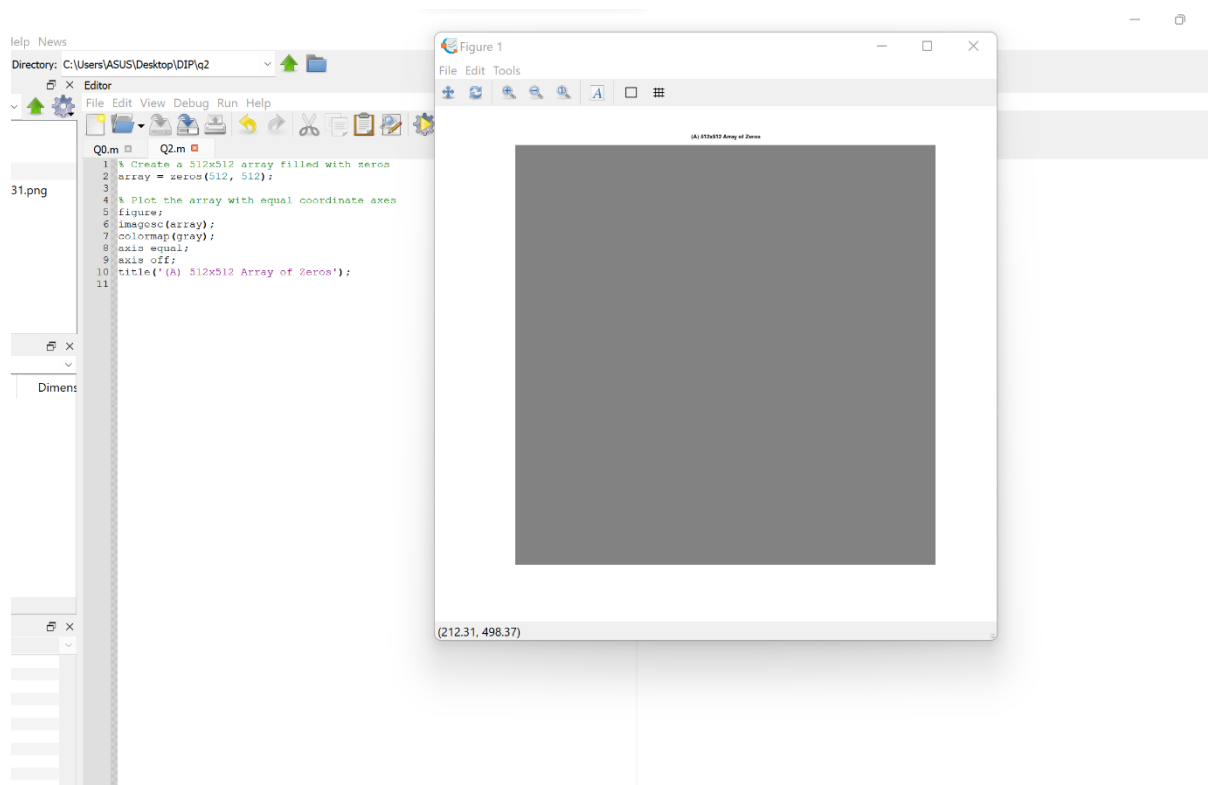 Help News
Directory: C:\Users\ASUS\Desktop\DIP\q2
Editor
File Edit View Debug Run Help
Q0.m
Q2.m
1 % Create a 512x512 array filled with zeros
2 array = zeros(512, 512);
3
4 % Plot the array with equal coordinate axes
5 figure;
6 imagesc(array);
7 colormap(gray);
8 axis equal;
9 axis off;
10 title('(A) 512x512 Array of Zeros');
11
31.png
Dimens
Figure 1
File Edit Tools
A
(A) 512x512 Array of Zeros
(212.31, 498.37)